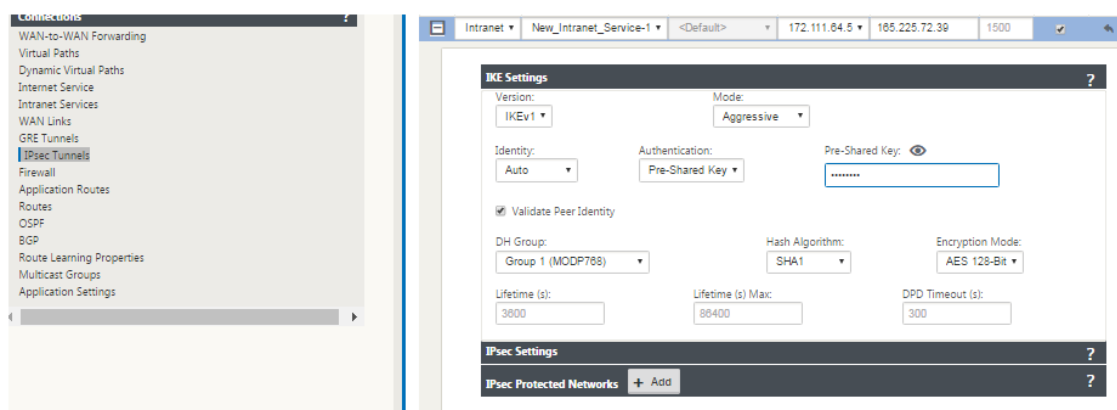 Connections ?
WAN-to-WAN Forwarding
Virtual Paths
Dynamic Virtual Paths
Internet Service
Intranet Services
WAN Links
GRE Tunnels
IPsec Tunnels
Firewall
Application Routes
Routes
OSPF
BGP
Route Learning Properties
Multicast Groups
Application Settings
Intranet New_Intranet_Service-1 <Default> 172.111.64.5 165.225.72.39 1500
IKE Settings ?
Version: Mode:
IKEv1 Aggressive
Identity: Authentication: Pre-Shared Key:
Auto Pre-Shared Key ········
Validate Peer Identity
DH Group: Hash Algorithm: Encryption Mode:
Group 1 (MODP768) SHA1 AES 128-Bit
Lifetime (s): Lifetime (s) Max: DPD Timeout (s):
3600 86400 300
IPsec Settings ?
IPsec Protected Networks + Add ?